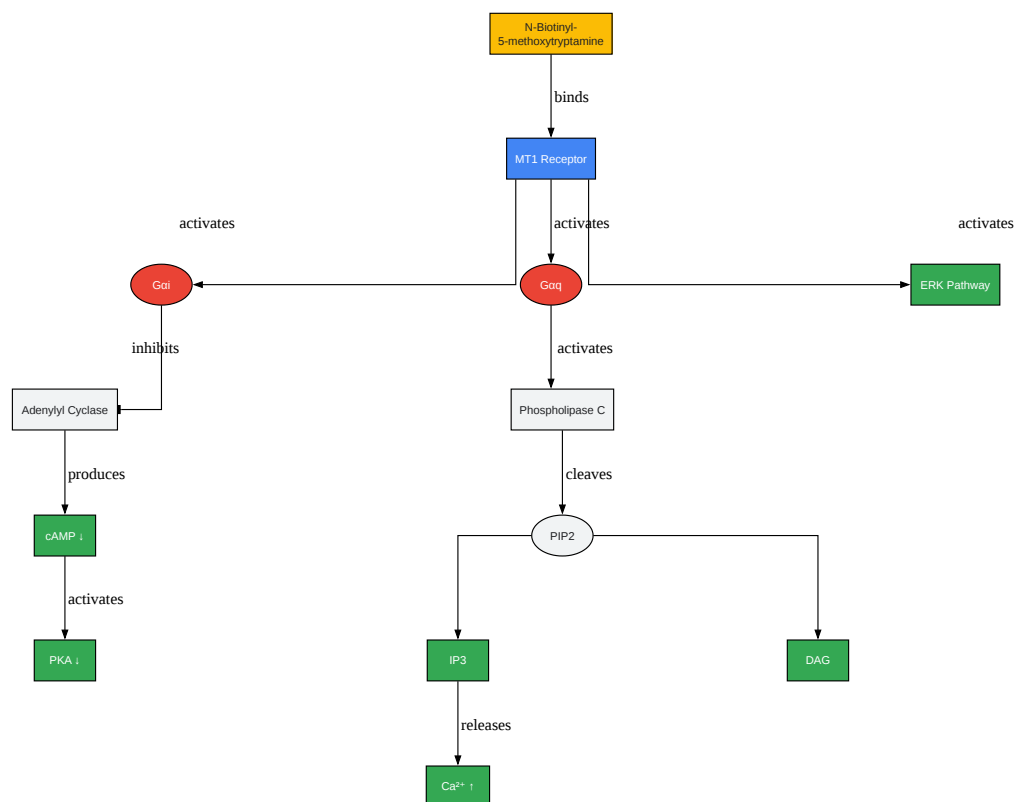 N-Biotinyl-
5-methoxytryptamine
binds
MT1 Receptor
activates
activates
activates
Gαi
Gαq
ERK Pathway
inhibits
activates
Adenylyl Cyclase
Phospholipase C
produces
cleaves
cAMP ↓
PIP2
activates
PKA ↓
IP3
DAG
releases
Ca²⁺ ↑